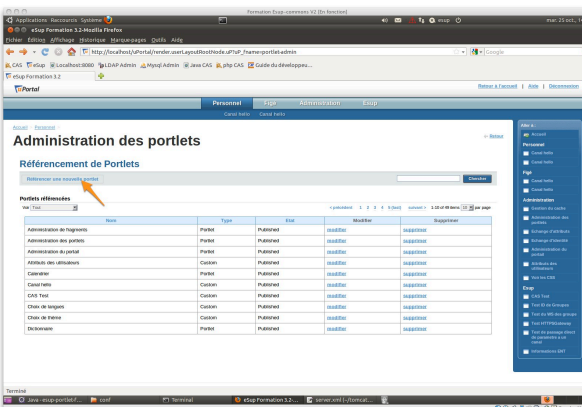 Formation Esup-commons V2 [En fonction]
Applications Raccourcis Système
esup
mar. 25 oct.
eSup Formation 3.2-Mozilla Firefox
Fichier Édition Affichage Historique Marque-pages Outils Aide
http://localhost/uPortal/render.userLayoutRootNode.uP?uP_fname=portlet-admin
Google
CAS eSup Localhost:8080 LDAP Admin Mysql Admin Java CAS php CAS Guide du développeu...
eSup Formation 3.2
uPortal
Retour à l'accueil | Aide | Déconnexion
Personnel Figé Administration Esup
Canal hello Canal hello
Accueil Personnel
Retour
Administration des portlets
Référencement de Portlets
Référencer une nouvelle portlet
Chercher
Portlets référencées
Voir Tout
< précédent 1 2 3 4 5 (last) suivant > 1-10 of 49 items 10 par page
Nom Type Etat Modifier Supprimer
Administration de fragments Portlet Published modifier supprimer
Administration des portlets Portlet Published modifier supprimer
Administration du portail Portlet Published modifier supprimer
Attributs des utilisateurs Custom Published modifier supprimer
Calendrier Portlet Published modifier supprimer
Canal hello Custom Published modifier supprimer
CAS Test Custom Published modifier supprimer
Choix de langues Custom Published modifier supprimer
Choix de thème Custom Published modifier supprimer
Dictionnaire Portlet Published modifier supprimer
Aller à :
Accueil
Personnel
Canal hello
Canal hello
Figé
Canal hello
Canal hello
Administration
Gestion du cache
Administration des
portlets
Echange d'attributs
Echange d'identité
Administration du
portail
Attributs des
utilisateurs
Voir les CSS
Esup
CAS Test
Test ID de Groupes
Test du WS des groupes
Test HTTPGateway
Test de passage direct
de paramètre à un
canal
Informations ENT
Terminé
Java - esup-portlet-f... conf Terminal eSup Formation 3.2-... server.xml (~/tomcat...